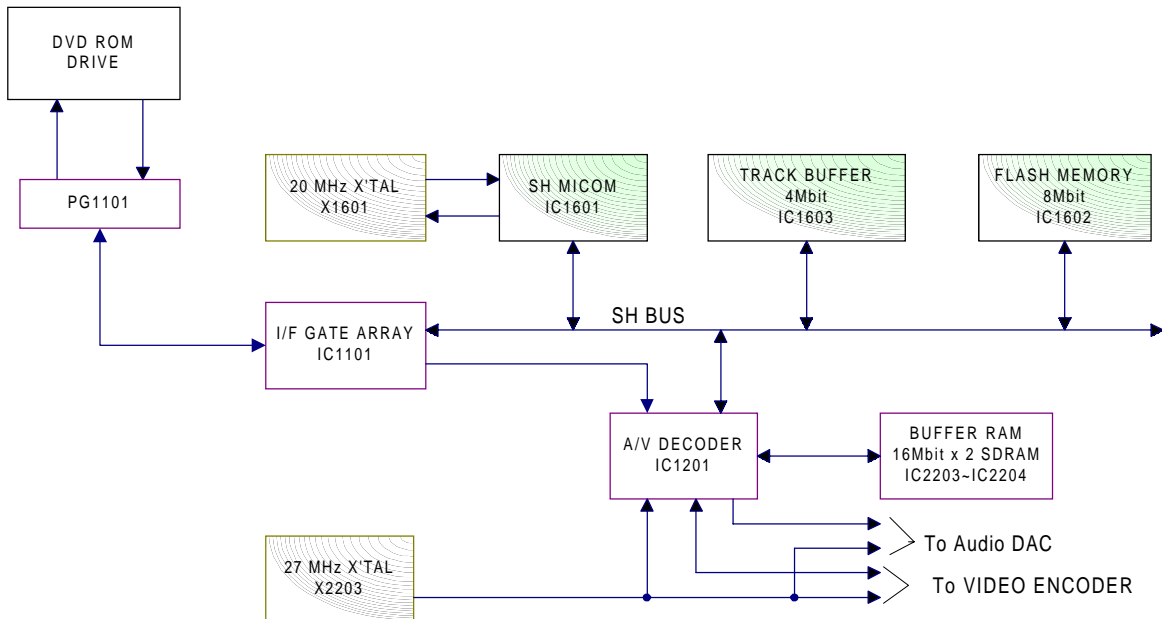 DVD ROM
DRIVE
PG1101
20 MHz X'TAL
X1601
SH MICOM
IC1601
TRACK BUFFER
4Mbit
IC1603
FLASH MEMORY
8Mbit
IC1602
I/F GATE ARRAY
IC1101
SH BUS
A/V DECODER
IC1201
BUFFER RAM
16Mbit x 2 SDRAM
IC2203~IC2204
27 MHz X'TAL
X2203
To Audio DAC
To VIDEO ENCODER